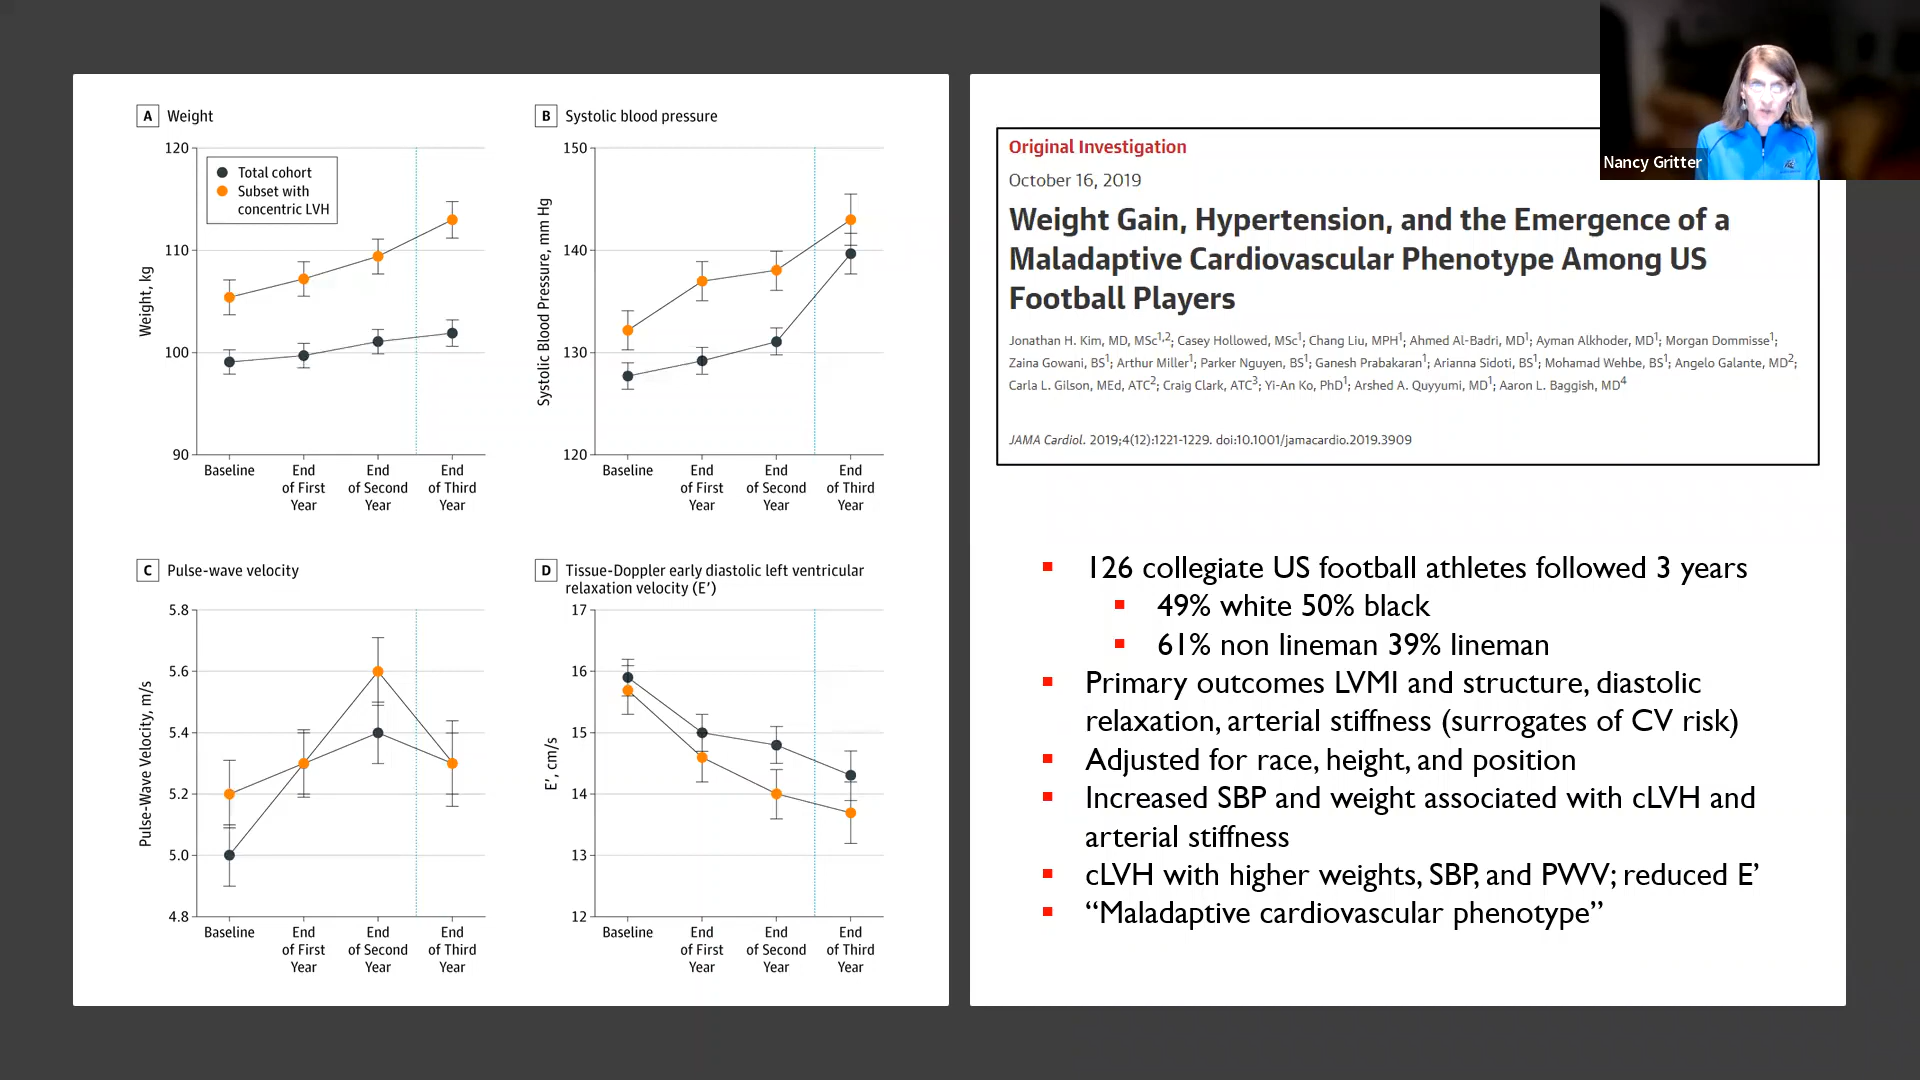 A Weight
120
110
100
90
Weight, kg
Total cohort
Subset with
concentric LVH
Baseline
End
of First
Year
End
of Second
Year
End
of Third
Year
B Systolic blood pressure
150
140
130
120
Systolic Blood Pressure, mm Hg
Baseline
End
of First
Year
End
of Second
Year
End
of Third
Year
C Pulse-wave velocity
5.8
5.6
5.4
5.2
5.0
4.8
Pulse-Wave Velocity, m/s
Baseline
End
of First
Year
End
of Second
Year
End
of Third
Year
D Tissue-Doppler early diastolic left ventricular
relaxation velocity (E′)
17
16
15
14
13
12
E′, cm/s
Baseline
End
of First
Year
End
of Second
Year
End
of Third
Year
Nancy Gritter
Original Investigation
October 16, 2019
Weight Gain, Hypertension, and the Emergence of a
Maladaptive Cardiovascular Phenotype Among US
Football Players
Jonathan H. Kim, MD, MSc1,2; Casey Hollowed, MSc1; Chang Liu, MPH1; Ahmed Al-Badri, MD1; Ayman Alkhoder, MD1; Morgan Dommisse1;
Zaina Gowani, BS1; Arthur Miller1; Parker Nguyen, BS1; Ganesh Prabakaran1; Arianna Sidoti, BS1; Mohamad Wehbe, BS1; Angelo Galante, MD2;
Carla L. Gilson, MEd, ATC2; Craig Clark, ATC3; Yi-An Ko, PhD1; Arshed A. Quyyumi, MD1; Aaron L. Baggish, MD4
JAMA Cardiol. 2019;4(12):1221-1229. doi:10.1001/jamacardio.2019.3909
126 collegiate US football athletes followed 3 years
49% white 50% black
61% non lineman 39% lineman
Primary outcomes LVMI and structure, diastolic
relaxation, arterial stiffness (surrogates of CV risk)
Adjusted for race, height, and position
Increased SBP and weight associated with cLVH and
arterial stiffness
cLVH with higher weights, SBP, and PWV; reduced E’
“Maladaptive cardiovascular phenotype”